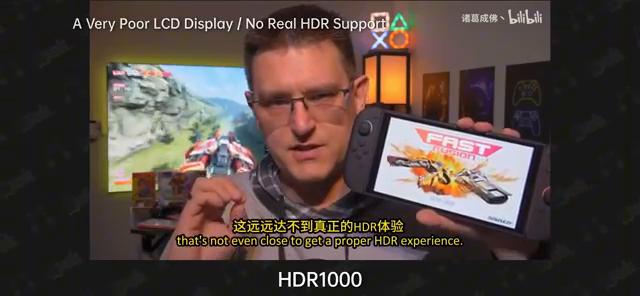 A Very Poor LCD Display / No Real HDR Support
诸葛成佛丶 bilibili
FAST
FUSION
这远远达不到真正的HDR体验
that's not even close to get a proper HDR experience.
HDR1000